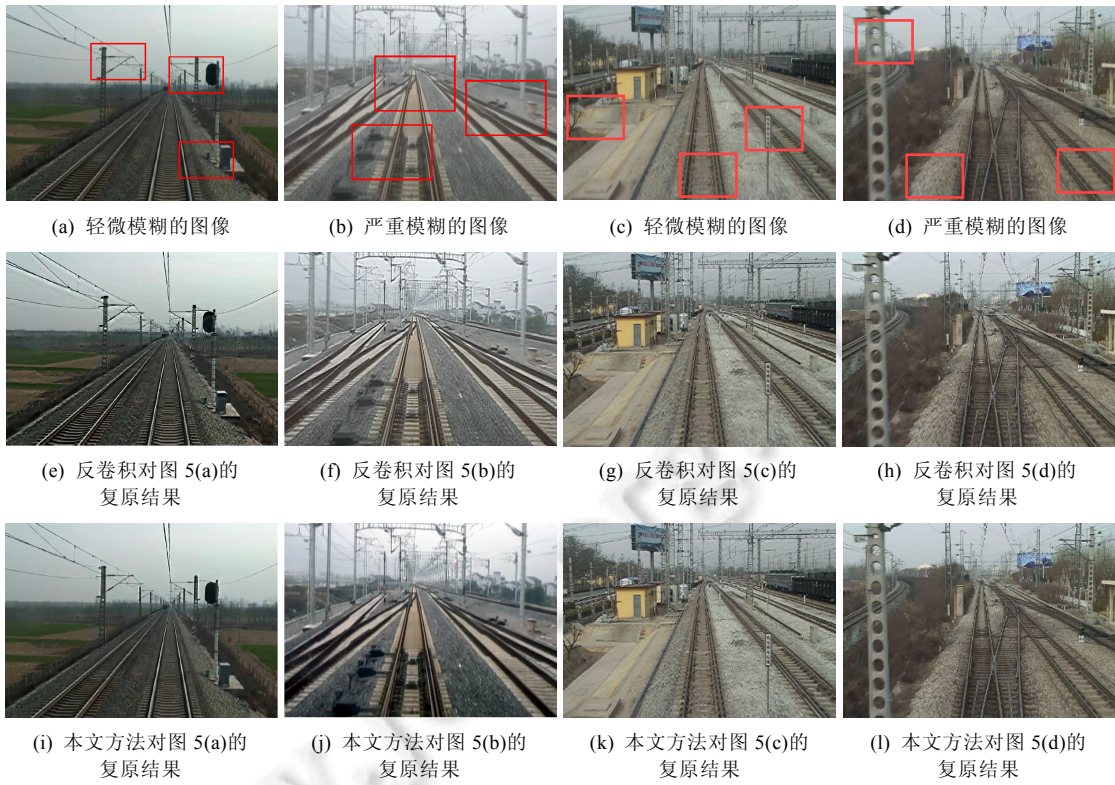 (a) 轻微模糊的图像
(b) 严重模糊的图像
(c) 轻微模糊的图像
(d) 严重模糊的图像
(e) 反卷积对图 5(a)的
复原结果
(f) 反卷积对图 5(b)的
复原结果
(g) 反卷积对图 5(c)的
复原结果
(h) 反卷积对图 5(d)的
复原结果
(i) 本文方法对图 5(a)的
复原结果
(j) 本文方法对图 5(b)的
复原结果
(k) 本文方法对图 5(c)的
复原结果
(l) 本文方法对图 5(d)的
复原结果